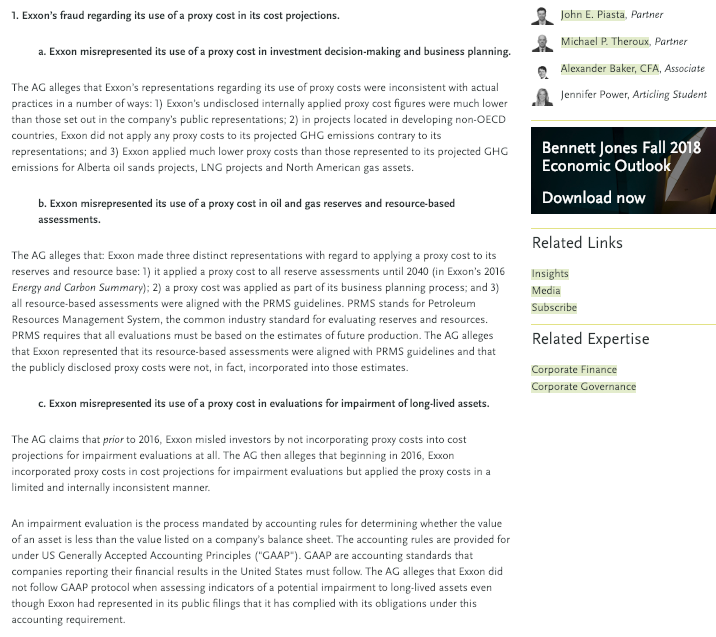 1. Exxon's fraud regarding its use of a proxy cost in its cost projections.
a. Exxon misrepresented its use of a proxy cost in investment decision-making and business planning.
The AG alleges that Exxon's representations regarding its use of proxy costs were inconsistent with actual
practices in a number of ways: 1) Exxon's undisclosed internally applied proxy cost figures were much lower
than those set out in the company's public representations; 2) in projects located in developing non-OECD
countries, Exxon did not apply any proxy costs to its projected GHG emissions contrary to its
representations; and 3) Exxon applied much lower proxy costs than those represented to its projected GHG
emissions for Alberta oil sands projects, LNG projects and North American gas assets.
b. Exxon misrepresented its use of a proxy cost in oil and gas reserves and resource-based
assessments.
The AG alleges that: Exxon made three distinct representations with regard to applying a proxy cost to its
reserves and resource base: 1) it applied a proxy cost to all reserve assessments until 2040 (in Exxon's 2016
Energy and Carbon Summary); 2) a proxy cost was applied as part of its business planning process; and 3)
all resource-based assessments were aligned with the PRMS guidelines. PRMS stands for Petroleum
Resources Management System, the common industry standard for evaluating reserves and resources.
PRMS requires that all evaluations must be based on the estimates of future production. The AG alleges
that Exxon represented that its resource-based assessments were aligned with PRMS guidelines and that
the publicly disclosed proxy costs were not, in fact, incorporated into those estimates.
c. Exxon misrepresented its use of a proxy cost in evaluations for impairment of long-lived assets.
The AG claims that prior to 2016, Exxon misled investors by not incorporating proxy costs into cost
projections for impairment evaluations at all. The AG then alleges that beginning in 2016, Exxon
incorporated proxy costs in cost projections for impairment evaluations but applied the proxy costs in a
limited and internally inconsistent manner.
An impairment evaluation is the process mandated by accounting rules for determining whether the value
of an asset is less than the value listed on a company's balance sheet. The accounting rules are provided for
under US Generally Accepted Accounting Principles ("GAAP"). GAAP are accounting standards that
companies reporting their financial results in the United States must follow. The AG alleges that Exxon did
not follow GAAP protocol when assessing indicators of a potential impairment to long-lived assets even
though Exxon had represented in its public filings that it has complied with its obligations under this
accounting requirement.
John E. Piasta, Partner
Michael P. Theroux, Partner
Alexander Baker, CFA, Associate
Jennifer Power, Articling Student
Bennett Jones Fall 2018
Economic Outlook
Download now
Related Links
Insights
Media
Subscribe
Related Expertise
Corporate Finance
Corporate Governance